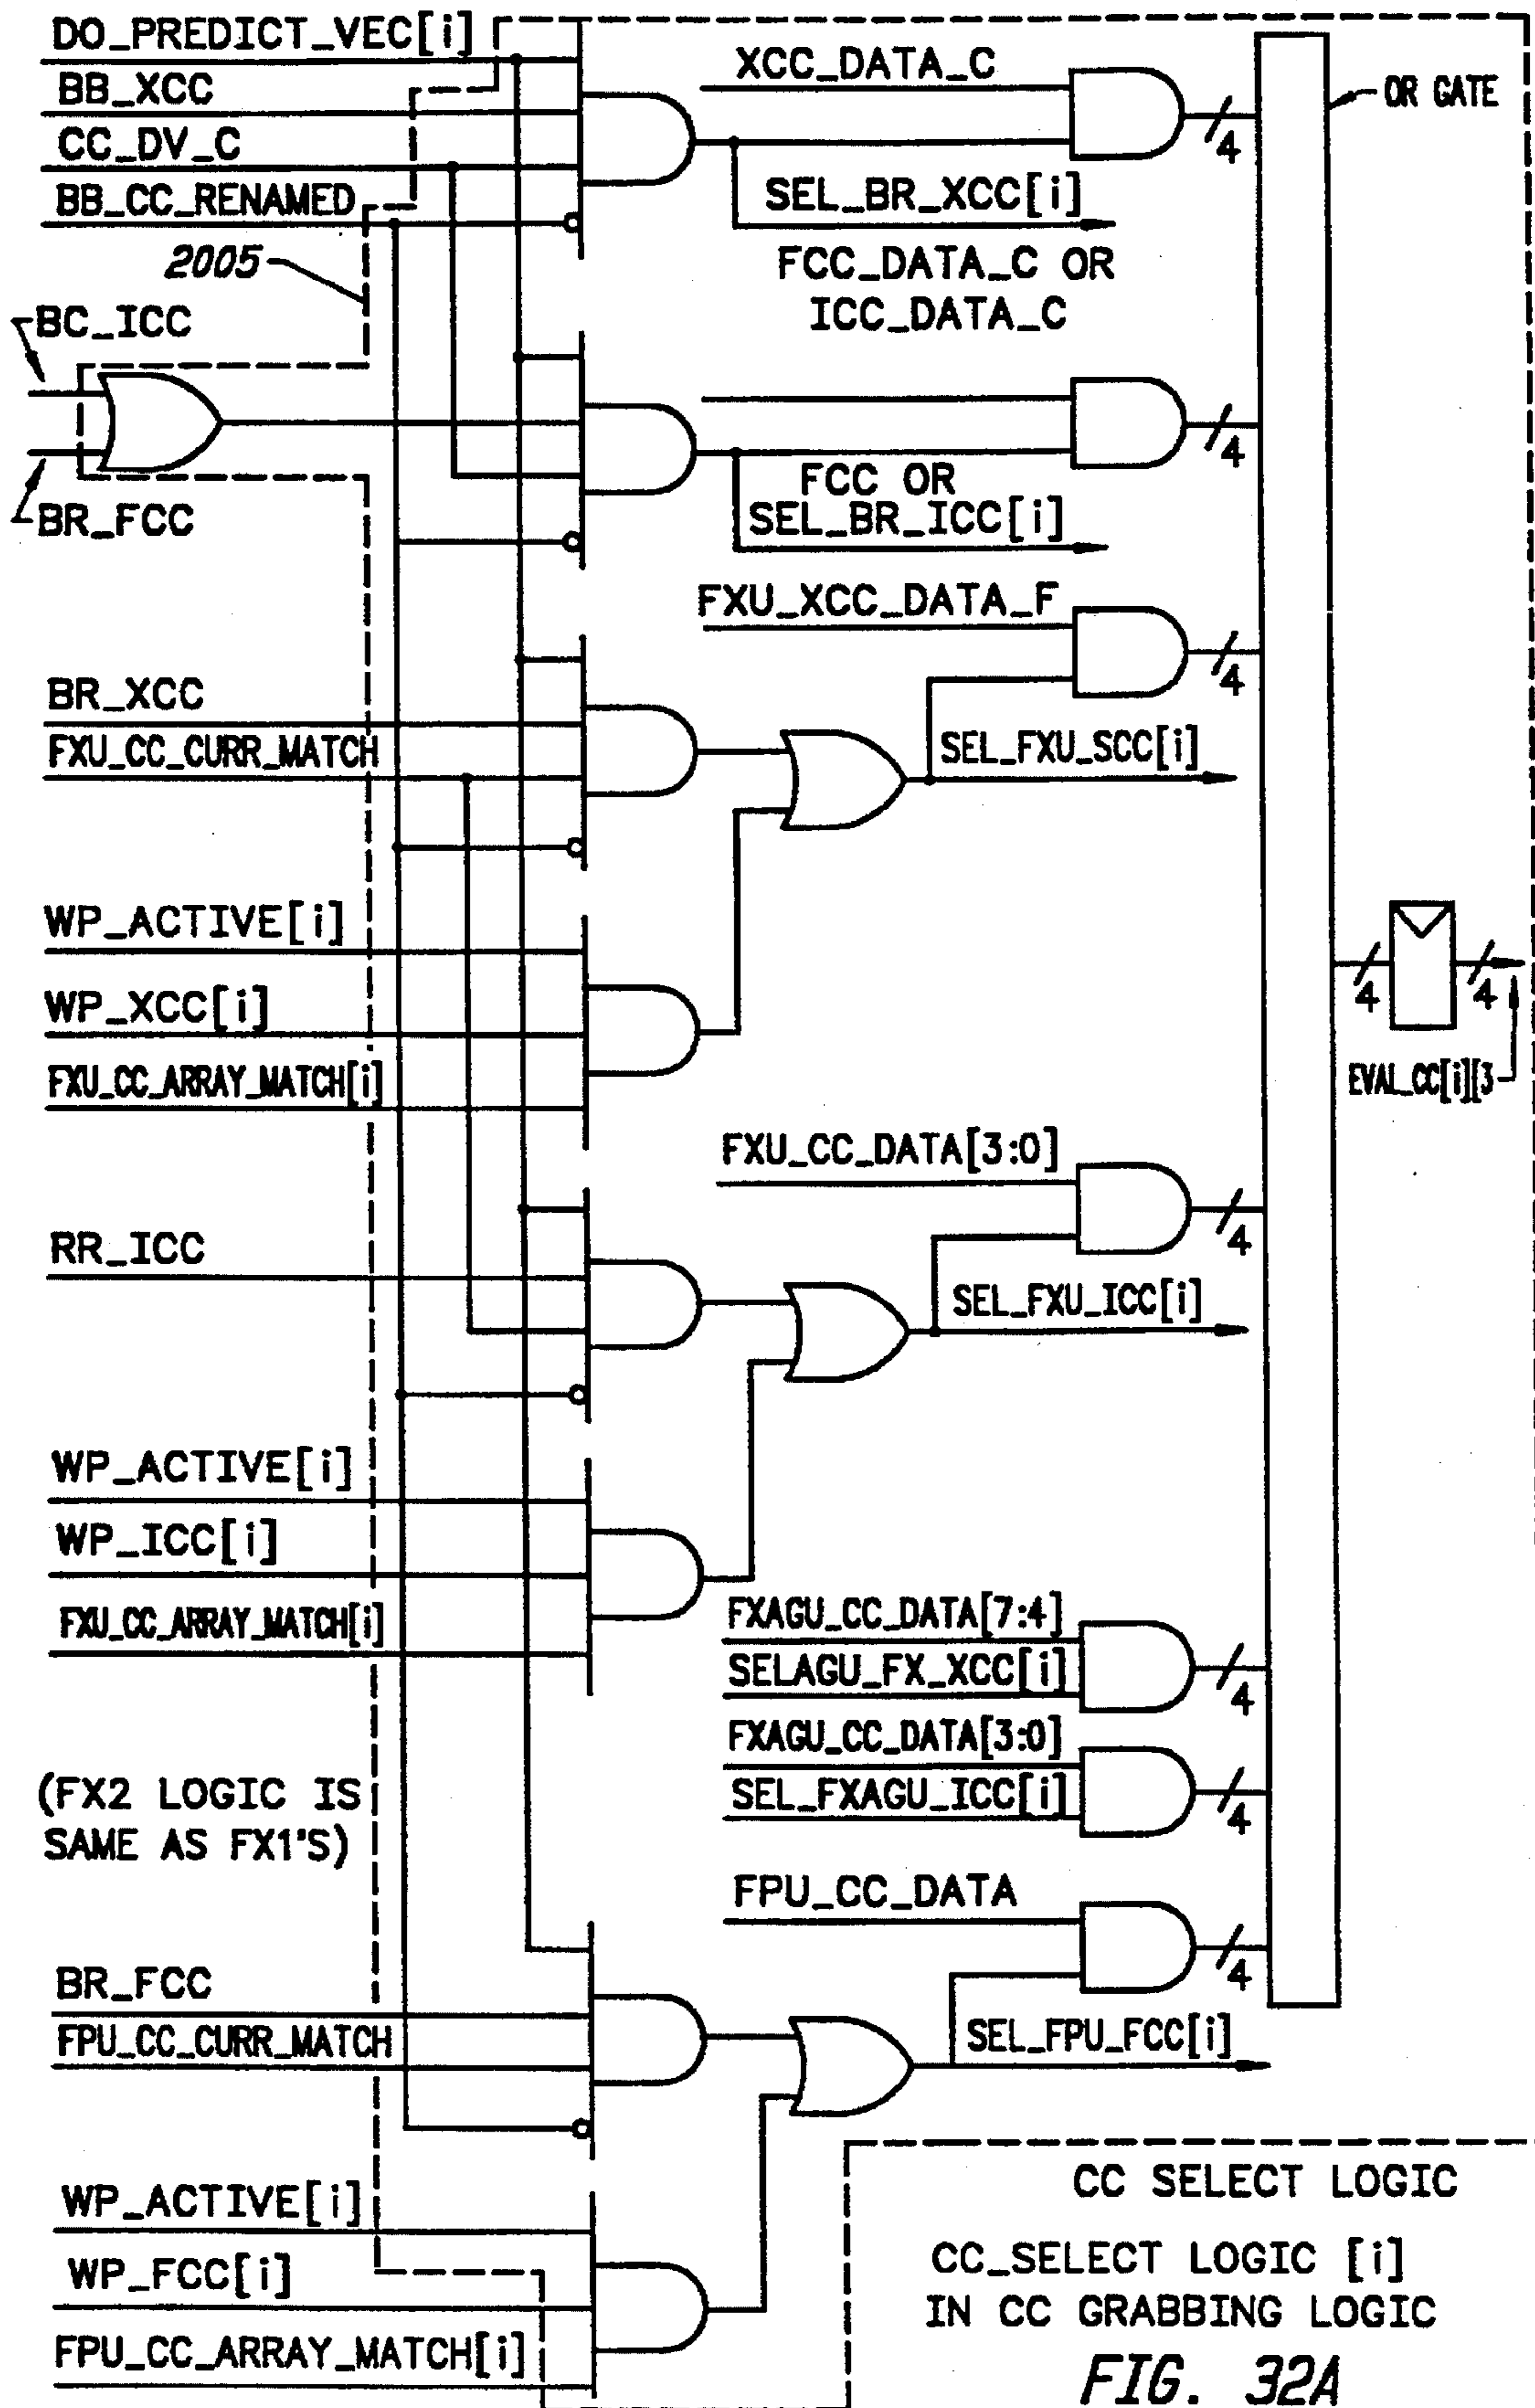 DO_PREDICT_VEC[i]
BB_XCC
CC_DV_C
BB_CC_RENAMED
2005
BC_ICC
BR_FCC
XCC_DATA_C
SEL_BR_XCC[i]
FCC_DATA_C OR
ICC_DATA_C
FCC OR
SEL_BR_ICC[i]
OR GATE
4
4
FXU_XCC_DATA_F
4
BR_XCC
FXU_CC_CURR_MATCH
SEL_FXU_SCC[i]
WP_ACTIVE[i]
WP_XCC[i]
FXU_CC_ARRAY_MATCH[i]
4
4
EVAL_CC[i][3
FXU_CC_DATA[3:0]
4
RR_ICC
SEL_FXU_ICC[i]
WP_ACTIVE[i]
WP_ICC[i]
FXU_CC_ARRAY_MATCH[i]
FXAGU_CC_DATA[7:4]
SELAGU_FX_XCC[i]
4
FXAGU_CC_DATA[3:0]
SEL_FXAGU_ICC[i]
4
(FX2 LOGIC IS
SAME AS FX1'S)
FPU_CC_DATA
4
BR_FCC
FPU_CC_CURR_MATCH
SEL_FPU_FCC[i]
WP_ACTIVE[i]
WP_FCC[i]
FPU_CC_ARRAY_MATCH[i]
CC SELECT LOGIC
CC_SELECT LOGIC [i]
IN CC GRABBING LOGIC
FIG. 32A